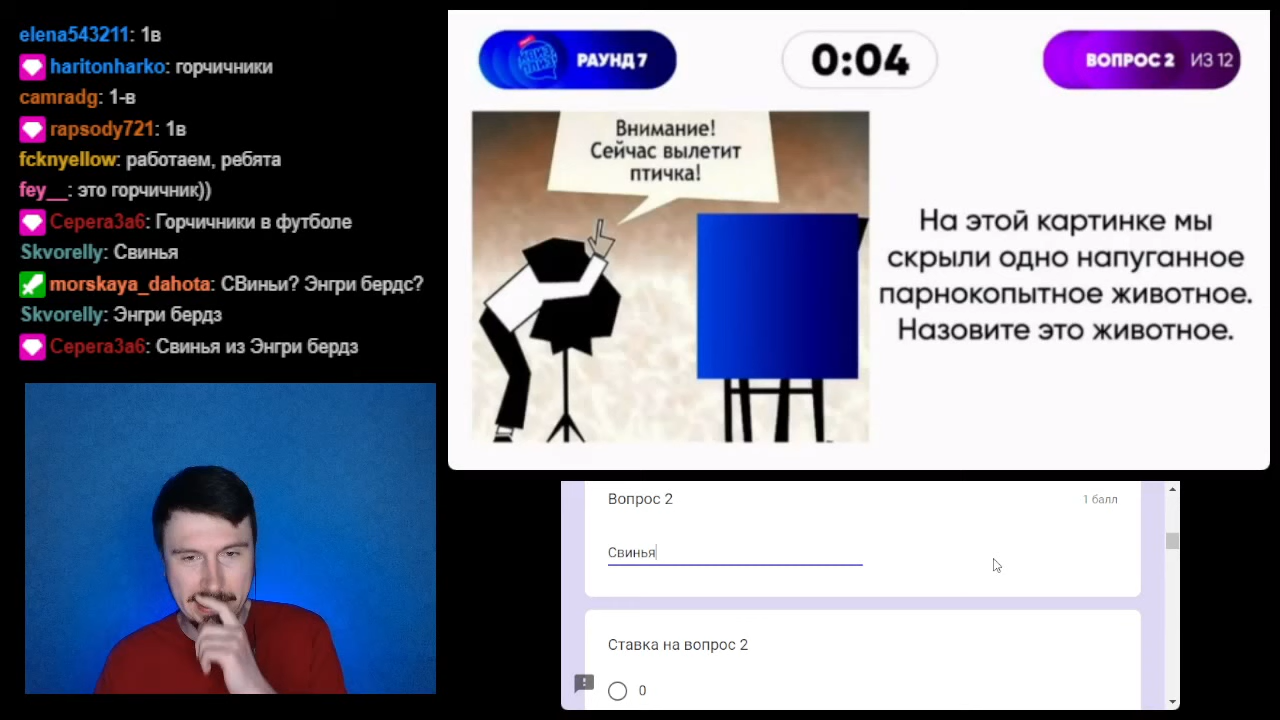 elena543211: 1в
haritonharko: горчичники
camradg: 1-в
rapsody721: 1в
fcknyellow: работаем, ребята
fey__: это горчичник))
Серега3аб: Горчичники в футболе
Skvorelly: Свинья
morskaya_dahota: СВиньи? Энгри бердс?
Skvorelly: Энгри бердз
Серега3аб: Свинья из Энгри бердз
РАУНД 7
0:04
ВОПРОС 2 ИЗ 12
Внимание!
Сейчас вылетит
птичка!
На этой картинке мы
скрыли одно напуганное
парнокопытное животное.
Назовите это животное.
Вопрос 2
1 балл
Свинья
Ставка на вопрос 2
0